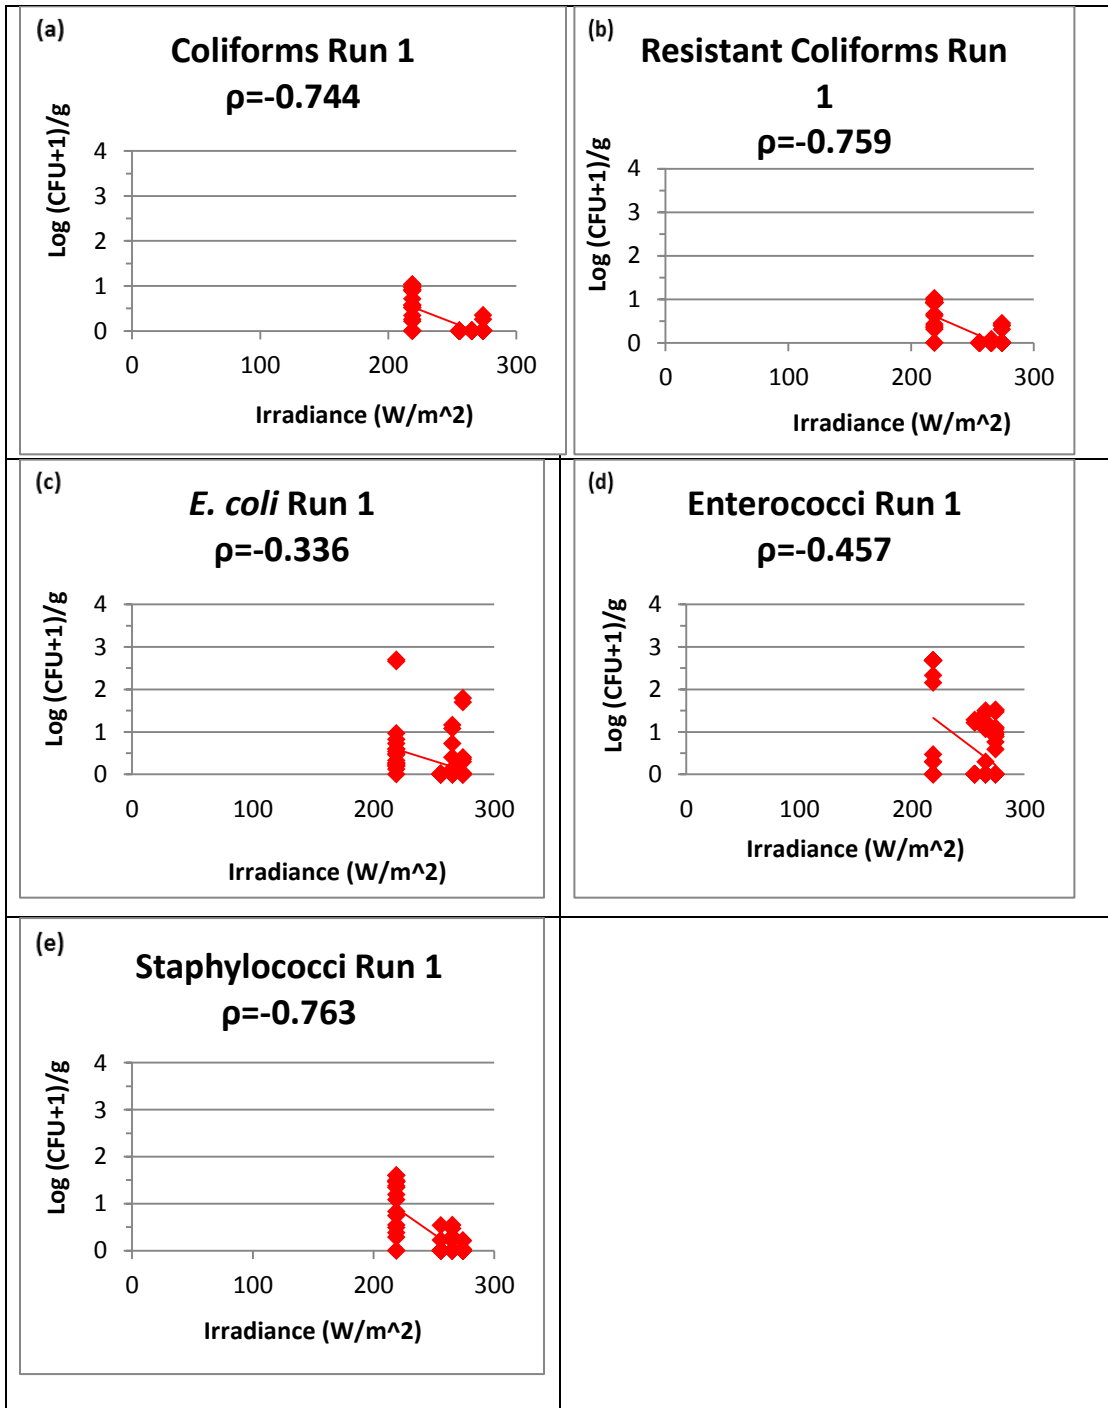 (a)
Coliforms Run 1
ρ=-0.744
Log (CFU+1)/g
4
3
2
1
0
0 100 200 300
Irradiance (W/m^2)
(b)
Resistant Coliforms Run
1
ρ=-0.759
Log (CFU+1)/g
4
3
2
1
0
0 100 200 300
Irradiance (W/m^2)
(c)
E. coli Run 1
ρ=-0.336
Log (CFU+1)/g
4
3
2
1
0
0 100 200 300
Irradiance (W/m^2)
(d)
Enterococci Run 1
ρ=-0.457
Log (CFU+1)/g
4
3
2
1
0
0 100 200 300
Irradiance (W/m^2)
(e)
Staphylococci Run 1
ρ=-0.763
Log (CFU+1)/g
4
3
2
1
0
0 100 200 300
Irradiance (W/m^2)